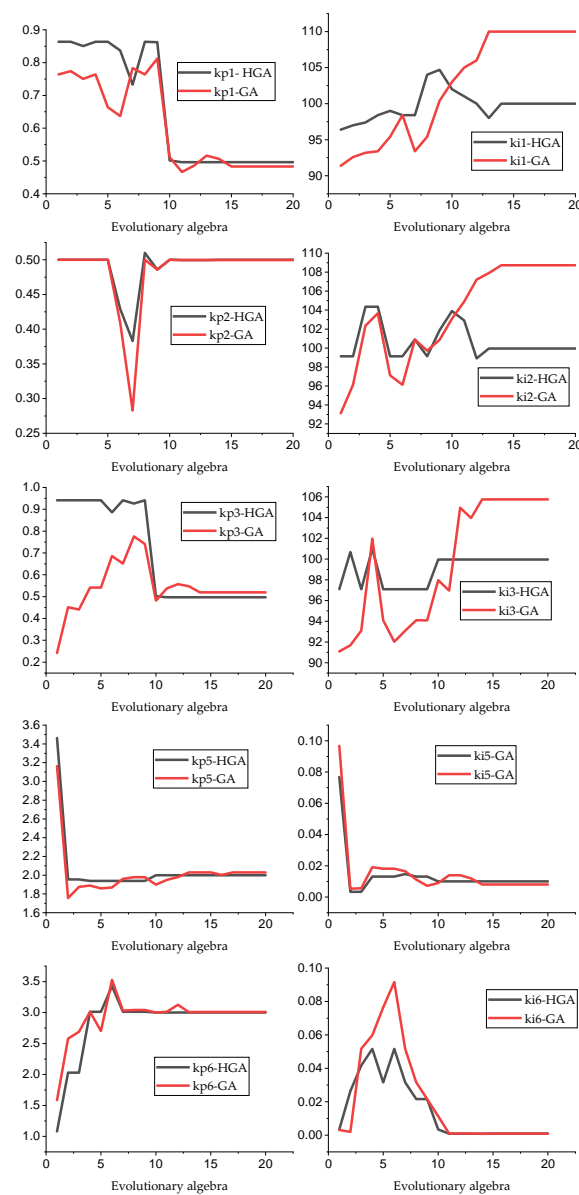 0.9
0.8
0.7
0.6
0.5
0.4
kp1- HGA
kp1-GA
0 5 10 15 20
Evolutionary algebra
110
105
100
95
90
ki1-HGA
ki1-GA
0 5 10 15 20
Evolutionary algebra
0.50
0.45
0.40
0.35
0.30
0.25
kp2-HGA
kp2-GA
0 5 10 15 20
Evolutionary algebra
110
108
106
104
102
100
98
96
94
92
ki2-HGA
ki2-GA
0 5 10 15 20
Evolutionary algebra
1.0
0.9
0.8
0.7
0.6
0.5
0.4
0.3
0.2
kp3-HGA
kp3-GA
0 5 10 15 20
Evolutionary algebra
106
104
102
100
98
96
94
92
90
ki3-HGA
ki3-GA
0 5 10 15 20
Evolutionary algebra
3.6
3.4
3.2
3.0
2.8
2.6
2.4
2.2
2.0
1.8
1.6
kp5-HGA
kp5-GA
0 5 10 15 20
Evolutionary algebra
0.10
0.08
0.06
0.04
0.02
0.00
ki5-GA
ki5-GA
0 5 10 15 20
Evolutionary algebra
3.5
3.0
2.5
2.0
1.5
1.0
kp6-HGA
kp6-GA
0 5 10 15 20
Evolutionary algebra
0.10
0.08
0.06
0.04
0.02
0.00
ki6-HGA
ki6-GA
0 5 10 15 20
Evolutionary algebra